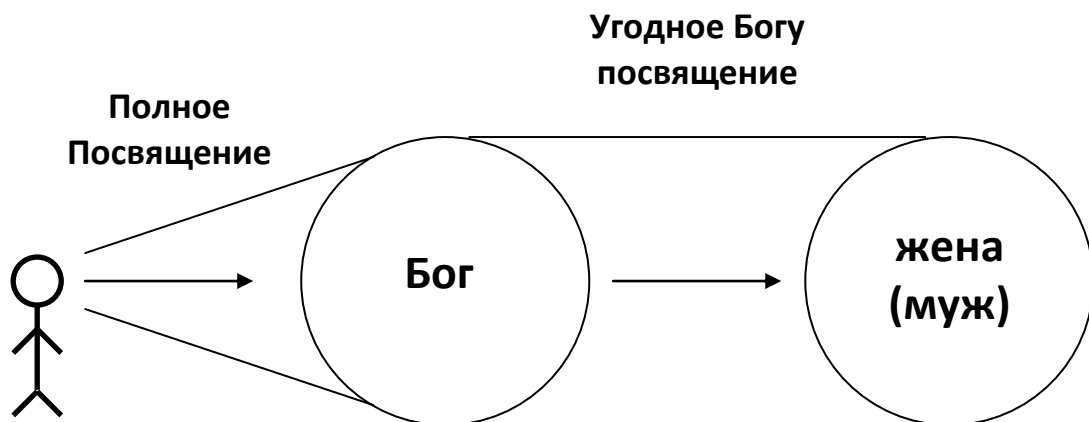 Угодное Богу
посвящение
Полное
Посвящение
Бог
жена
(муж)